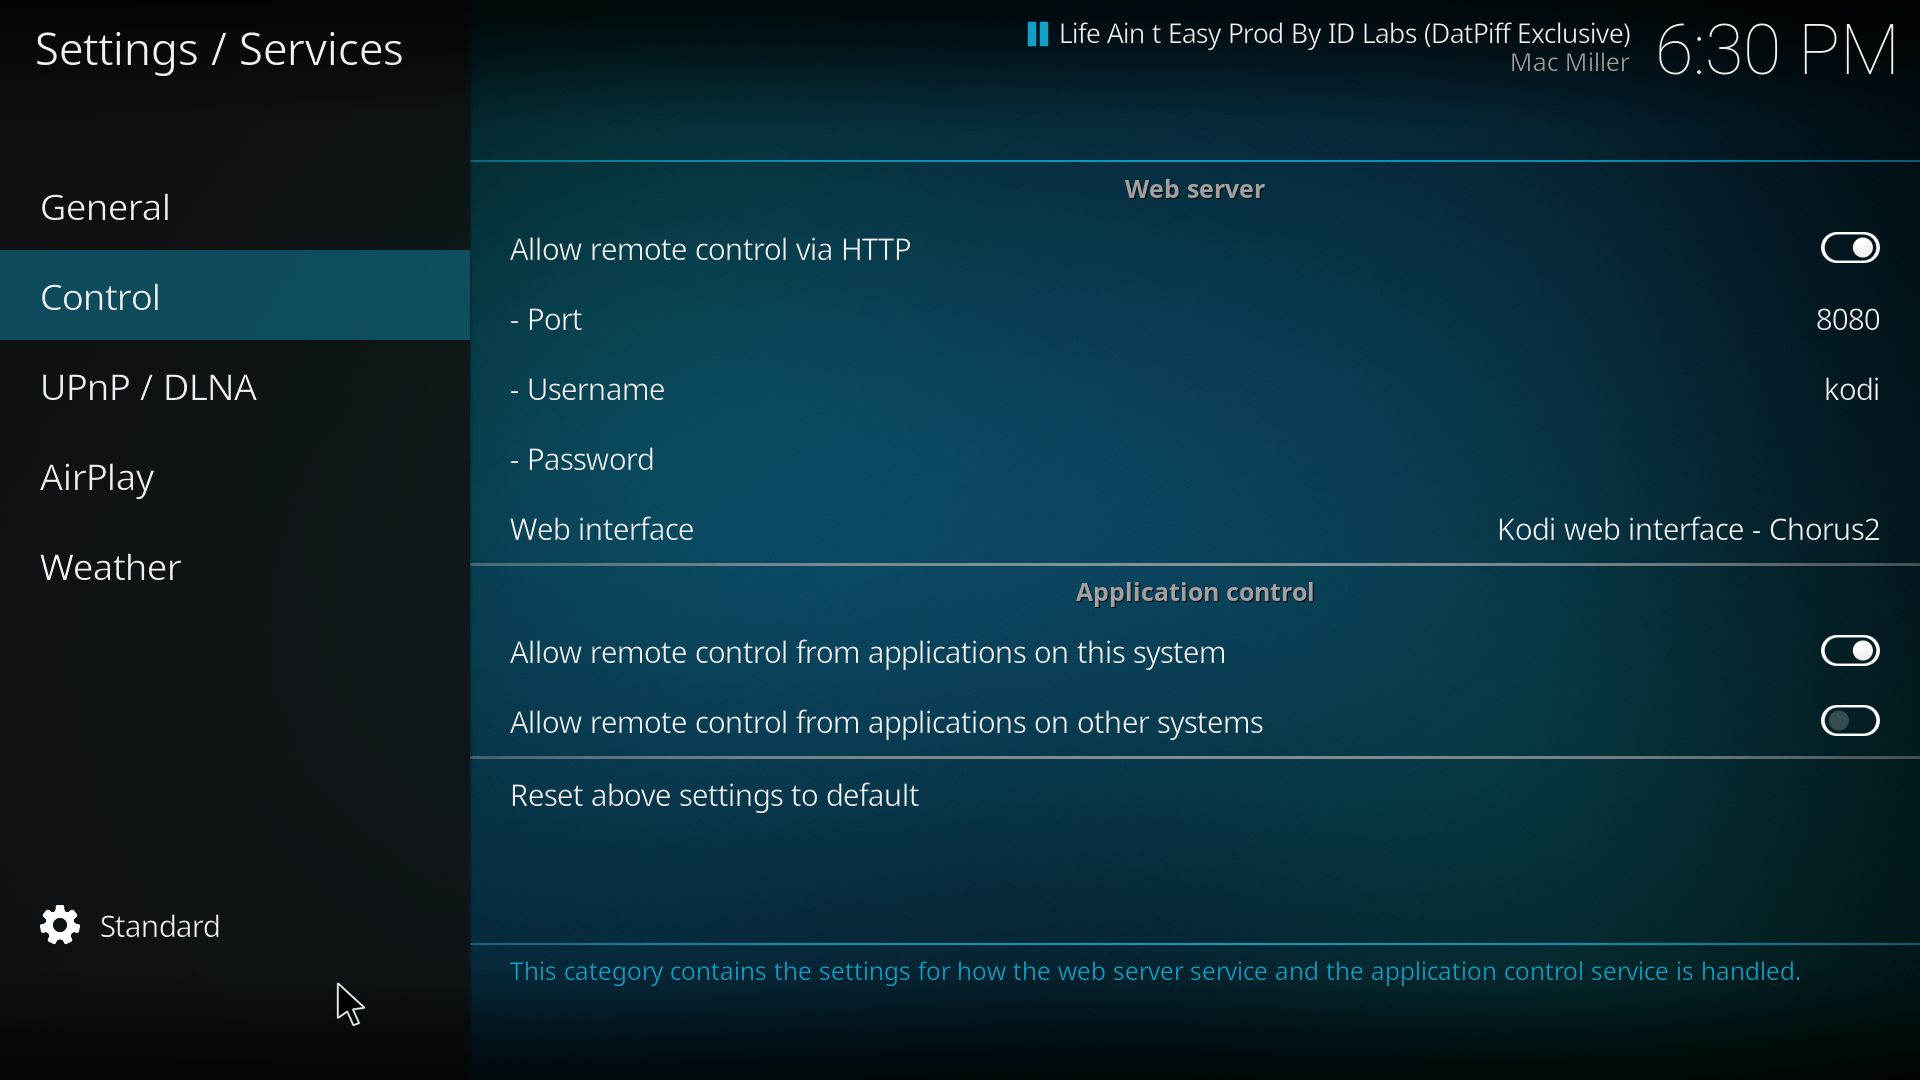 Settings / Services
Life Ain t Easy Prod By ID Labs (DatPiff Exclusive)
Mac Miller
6:30 PM
General
Control
UPnP / DLNA
AirPlay
Weather
Standard
Web server
Allow remote control via HTTP
- Port 8080
- Username kodi
- Password
Web interface Kodi web interface - Chorus2
Application control
Allow remote control from applications on this system
Allow remote control from applications on other systems
Reset above settings to default
This category contains the settings for how the web server service and the application control service is handled.